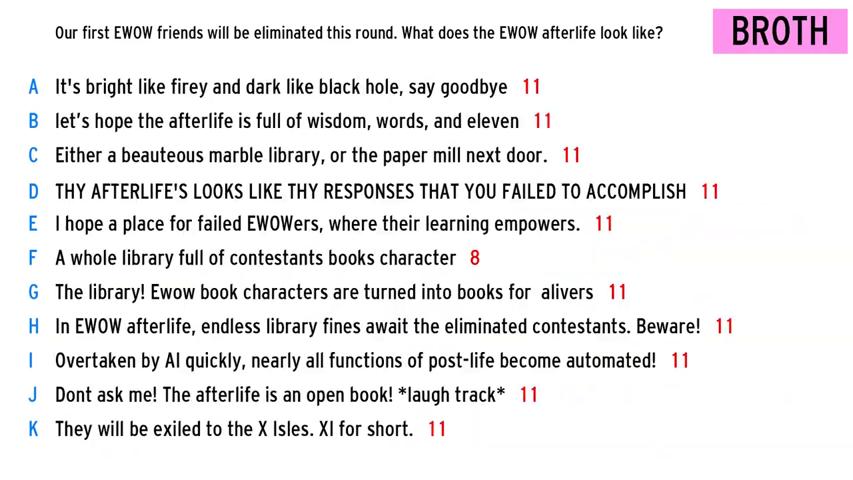 Our first EWOW friends will be eliminated this round. What does the EWOW afterlife look like?
BROTH
A It's bright like firey and dark like black hole, say goodbye 11
B let's hope the afterlife is full of wisdom, words, and eleven 11
C Either a beauteous marble library, or the paper mill next door. 11
D THY AFTERLIFE'S LOOKS LIKE THY RESPONSES THAT YOU FAILED TO ACCOMPLISH 11
E I hope a place for failed EWOWers, where their learning empowers. 11
F A whole library full of contestants books character 8
G The library! Ewow book characters are turned into books for  alivers 11
H In EWOW afterlife, endless library fines await the eliminated contestants. Beware! 11
I Overtaken by AI quickly, nearly all functions of post-life become automated! 11
J Dont ask me! The afterlife is an open book! *laugh track* 11
K They will be exiled to the X Isles. XI for short. 11